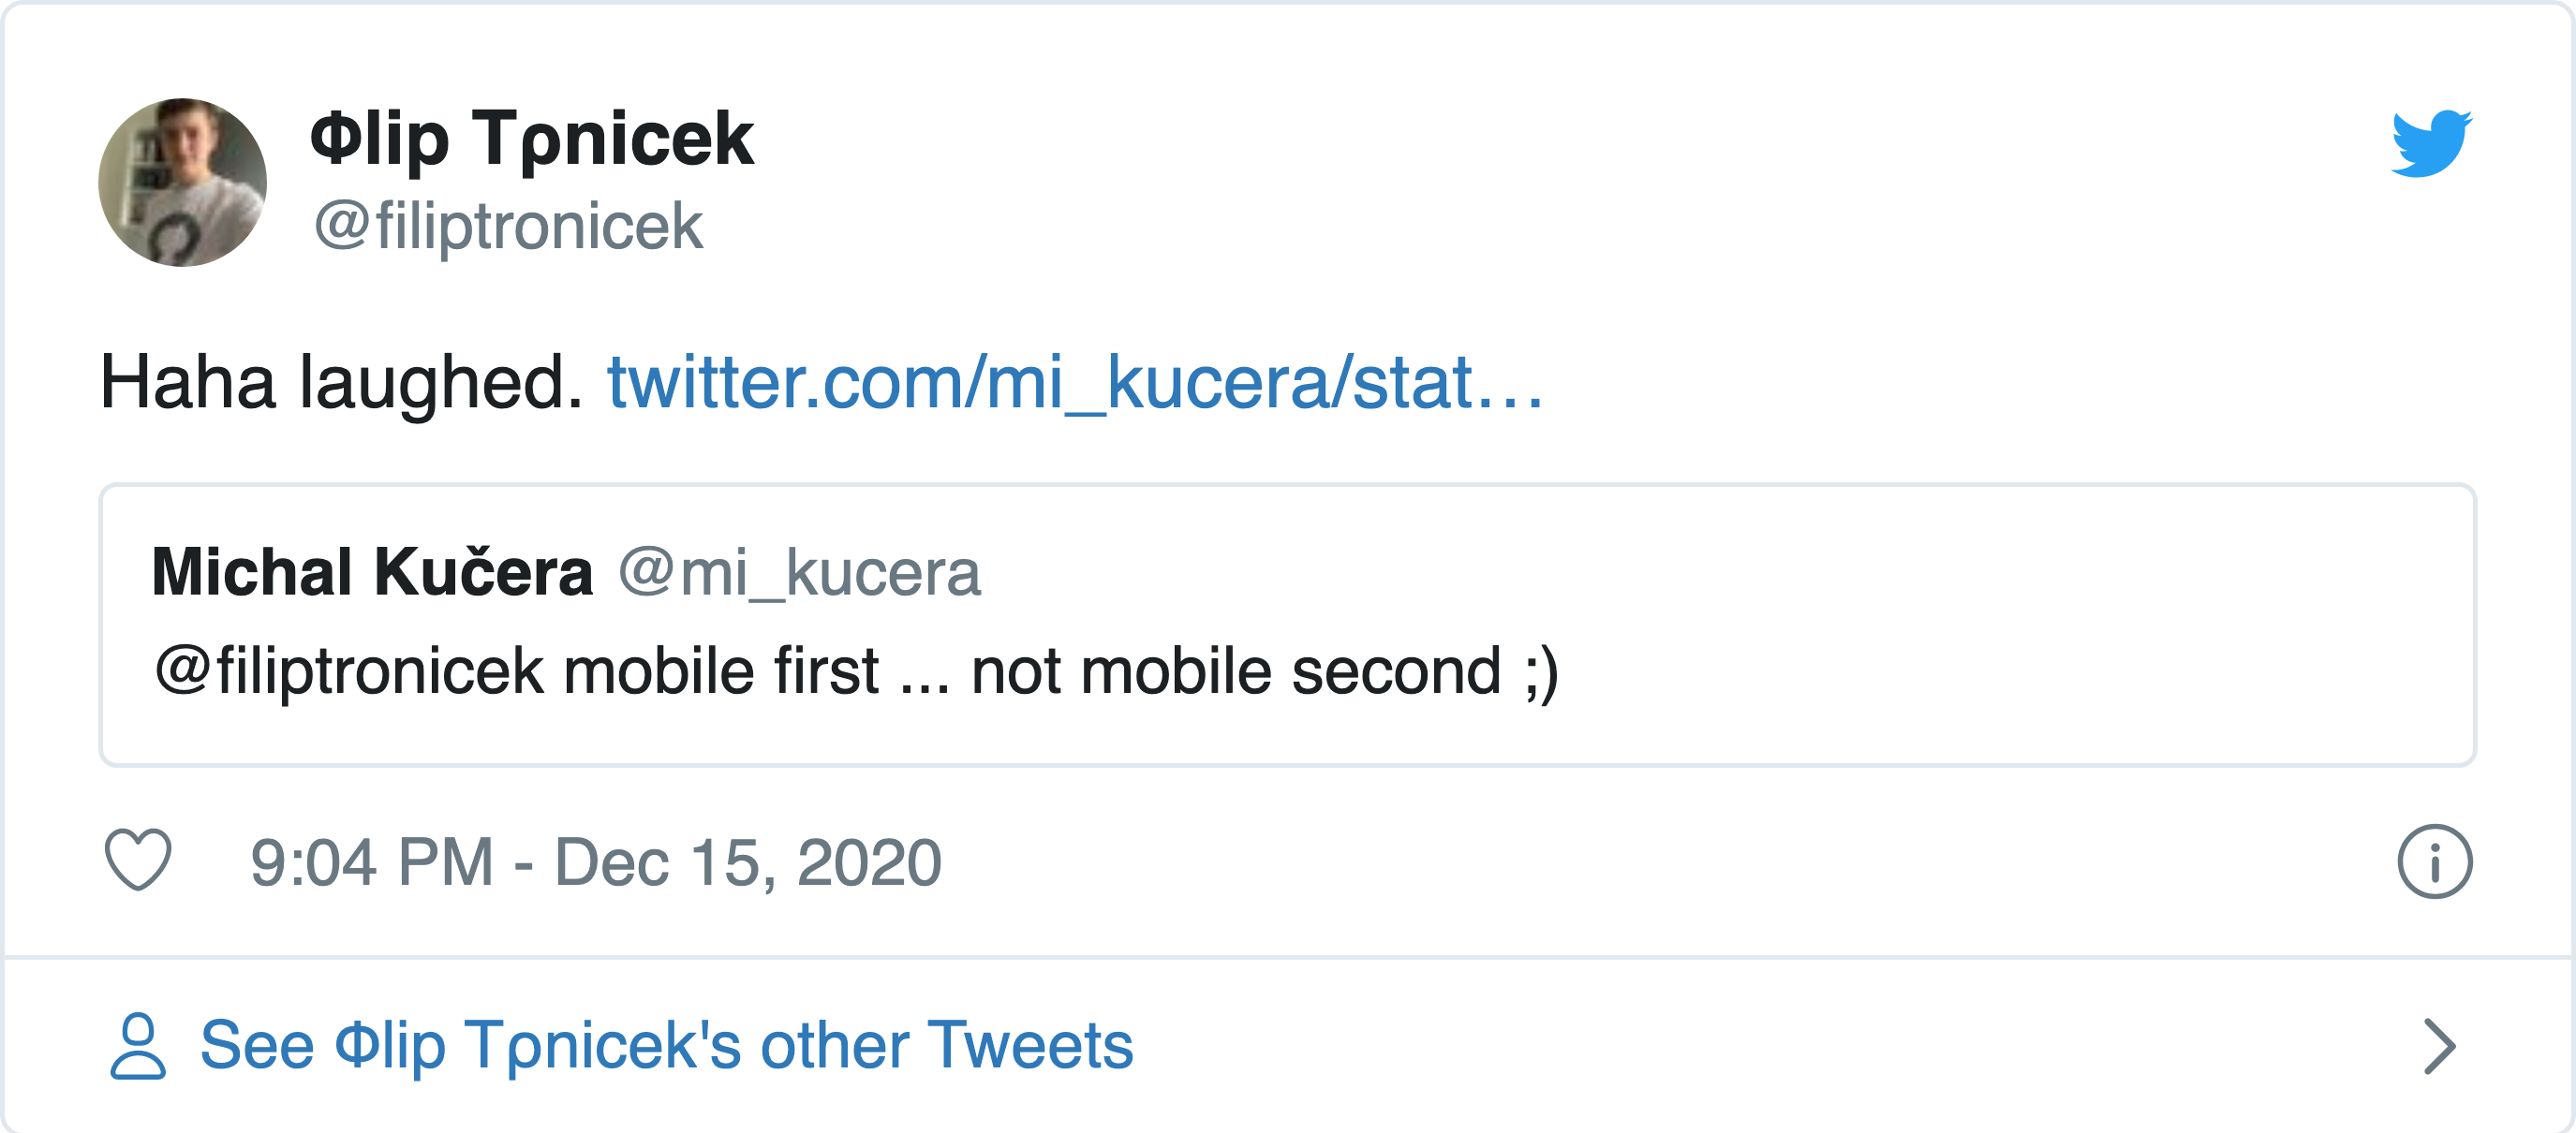 Φlip Tρnicek
@filiptronicek
Haha laughed. twitter.com/mi_kucera/stat…
Michal Kučera @mi_kucera
@filiptronicek mobile first ... not mobile second ;)
9:04 PM - Dec 15, 2020
See Φlip Tρnicek's other Tweets